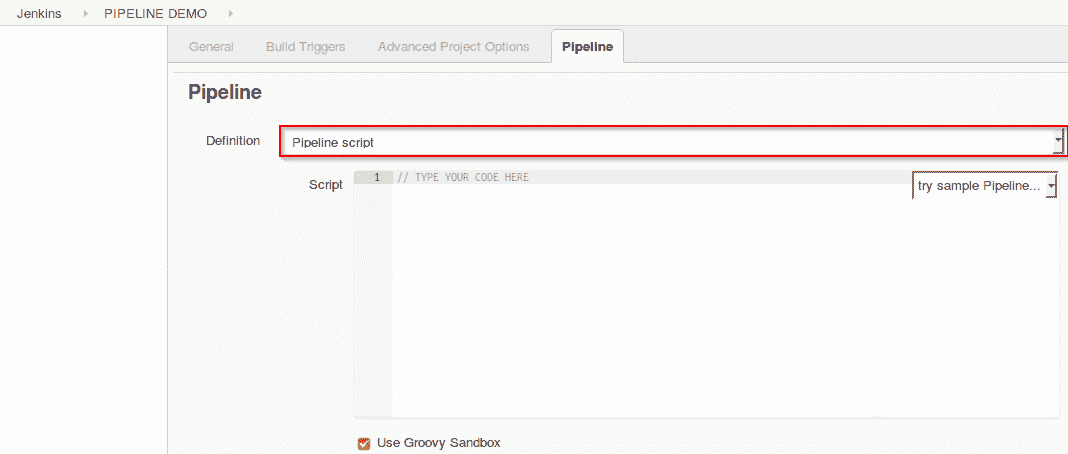 Jenkins PIPELINE DEMO
General Build Triggers Advanced Project Options Pipeline
Pipeline
Definition Pipeline script
Script 1 // TYPE YOUR CODE HERE try sample Pipeline...
Use Groovy Sandbox